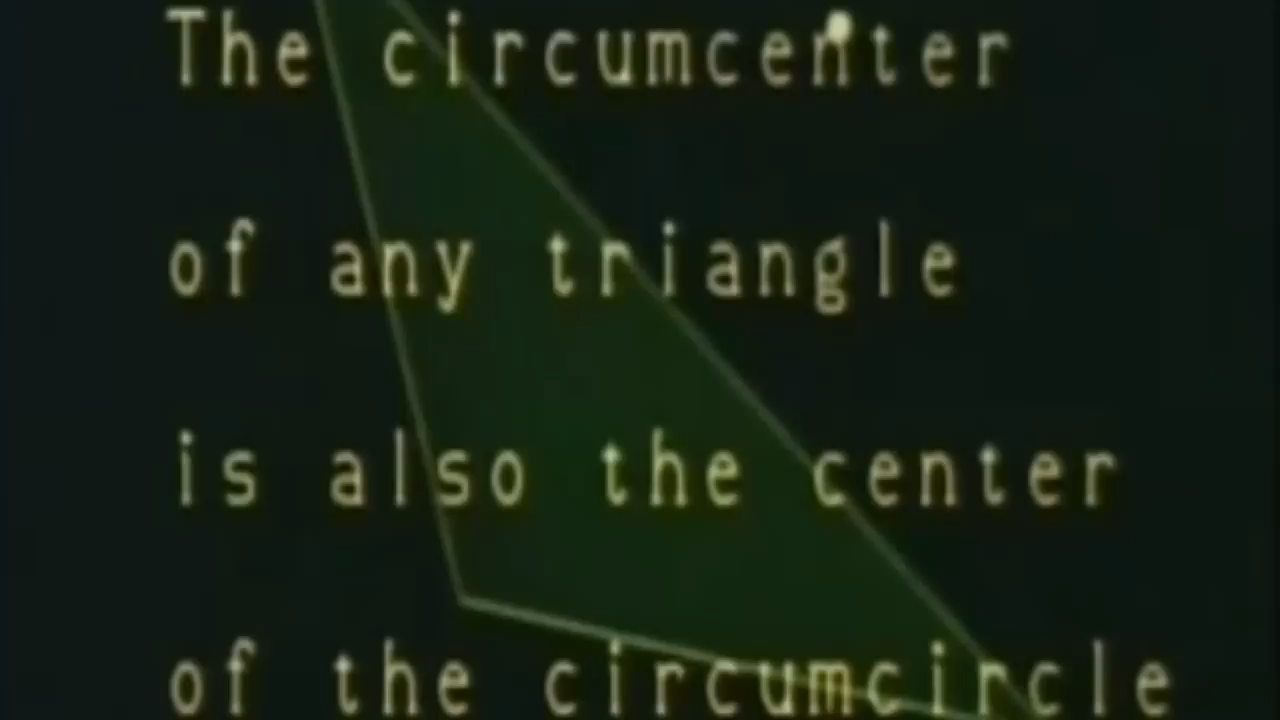 The circumcenter
of any triangle
is also the center
of the circumcircle